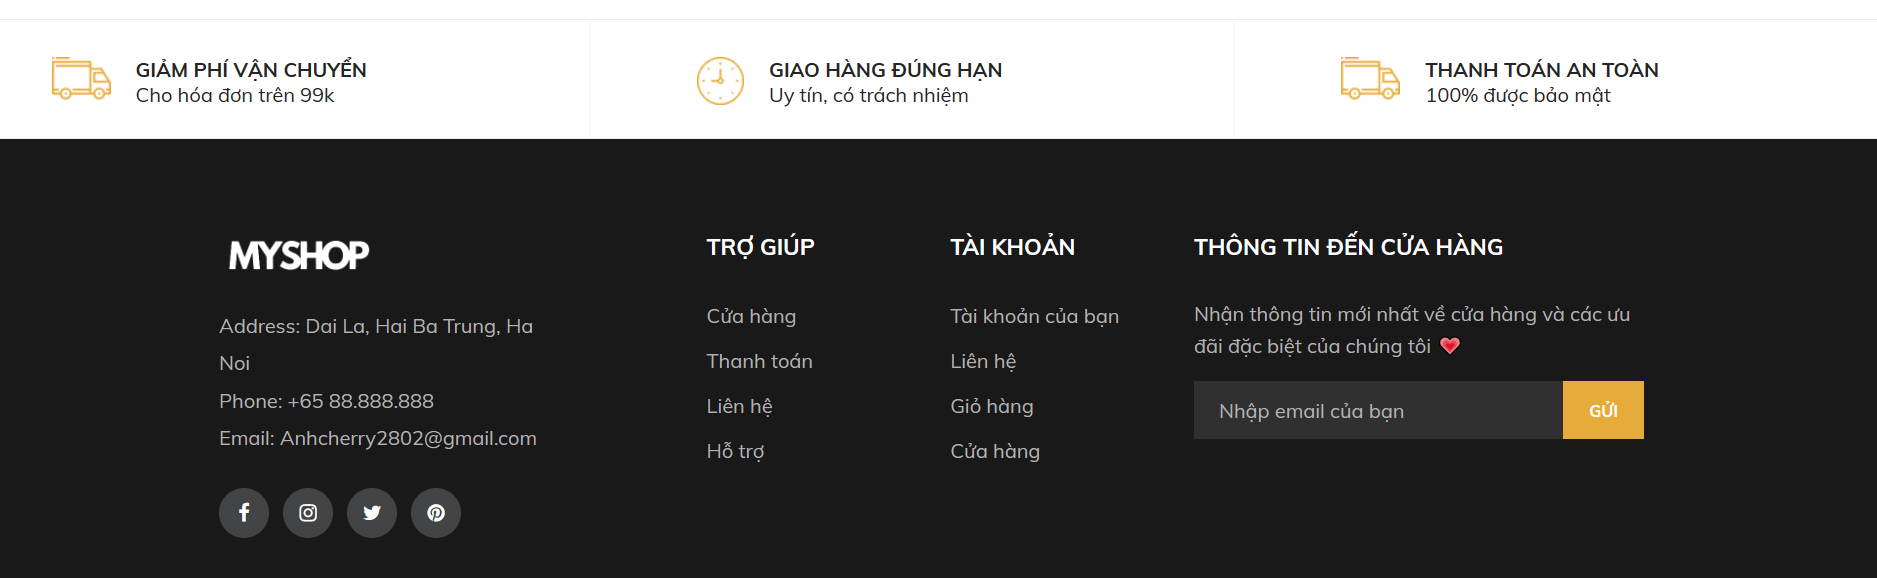 GIẢM PHÍ VẬN CHUYỂN
Cho hóa đơn trên 99k
GIAO HÀNG ĐÚNG HẠN
Uy tín, có trách nhiệm
THANH TOÁN AN TOÀN
100% được bảo mật
MYSHOP
Address: Dai La, Hai Ba Trung, Ha
Noi
Phone: +65 88.888.888
Email: Anhcherry2802@gmail.com
TRỢ GIÚP
Cửa hàng
Thanh toán
Liên hệ
Hỗ trợ
TÀI KHOẢN
Tài khoản của bạn
Liên hệ
Giỏ hàng
Cửa hàng
THÔNG TIN ĐẾN CỬA HÀNG
Nhận thông tin mới nhất về cửa hàng và các ưu
đãi đặc biệt của chúng tôi
Nhập email của bạn
GỬI